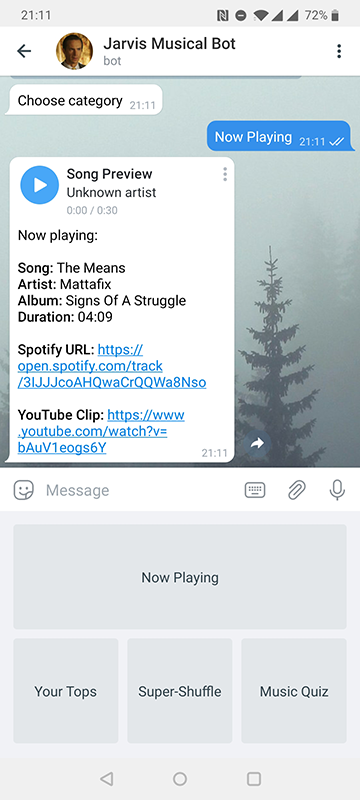 21:11
72%
Jarvis Musical Bot
bot
Choose category 21:11
Now Playing 21:11
Song Preview
Unknown artist
0:00 / 0:30
Now playing:
Song: The Means
Artist: Mattafix
Album: Signs Of A Struggle
Duration: 04:09
Spotify URL: https://
open.spotify.com/track
/3IJJJcoAHQwaCrQQWa8Nso
YouTube Clip: https://www
.youtube.com/watch?v=
bAuV1eogs6Y
21:11
Message
Now Playing
Your Tops
Super-Shuffle
Music Quiz